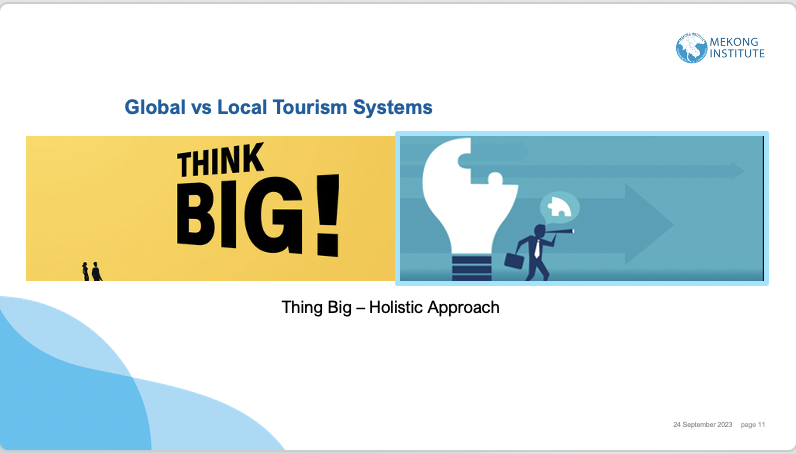 MEKONG
INSTITUTE
Global vs Local Tourism Systems
THINK
BIG!
Thing Big – Holistic Approach
24 September 2023 page 11